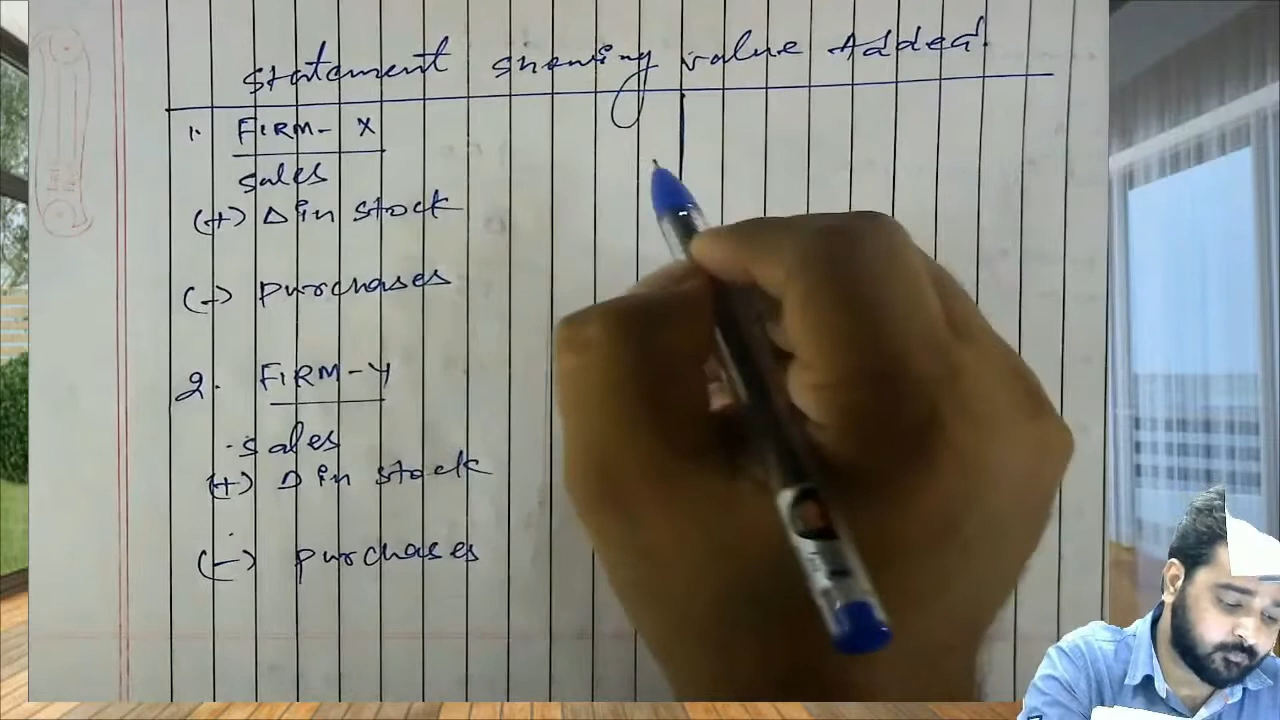 Statement showing value Added.
1. FIRM - X
Sales
(+) Δ in stock
(-) Purchases
2. FIRM - Y
Sales
(+) Δ in stock
(-) Purchases